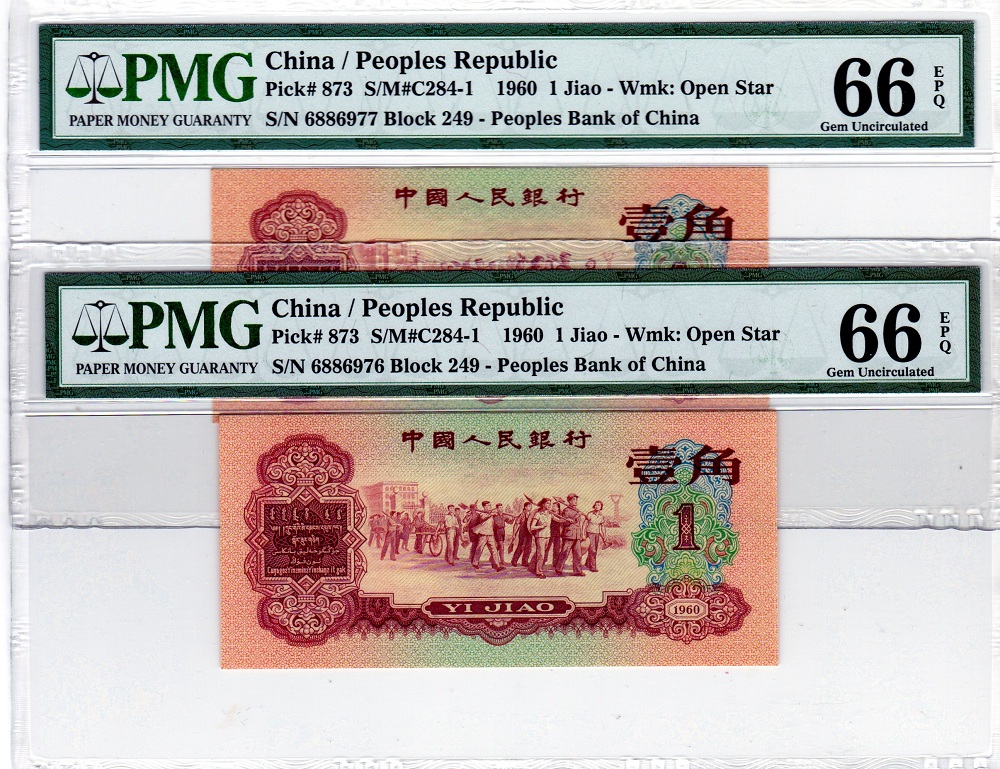 PMG
PAPER MONEY GUARANTY
China / Peoples Republic
Pick# 873 S/M#C284-1 1960 1 Jiao - Wmk: Open Star
S/N 6886977 Block 249 - Peoples Bank of China
66 EPQ
Gem Uncirculated
中國人民銀行
壹角
PMG
PAPER MONEY GUARANTY
China / Peoples Republic
Pick# 873 S/M#C284-1 1960 1 Jiao - Wmk: Open Star
S/N 6886976 Block 249 - Peoples Bank of China
66 EPQ
Gem Uncirculated
中國人民銀行
壹角
1
YI JIAO
1960